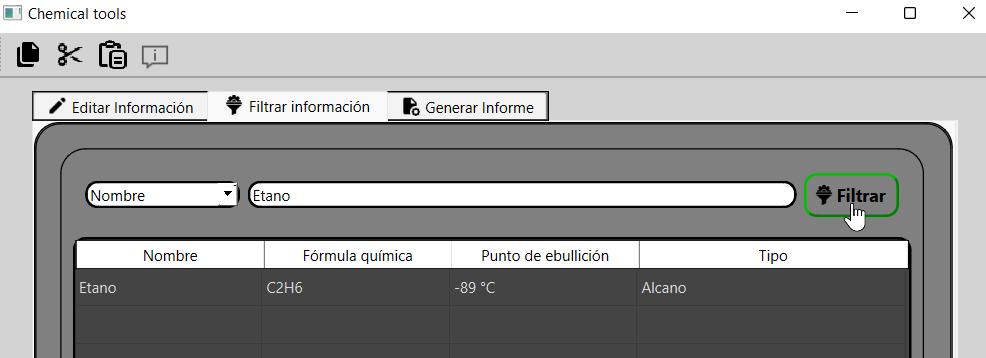 Chemical tools
Editar Información Filtrar información Generar Informe
Nombre Etano Filtrar
Nombre Fórmula química Punto de ebullición Tipo
Etano C2H6 -89 °C Alcano